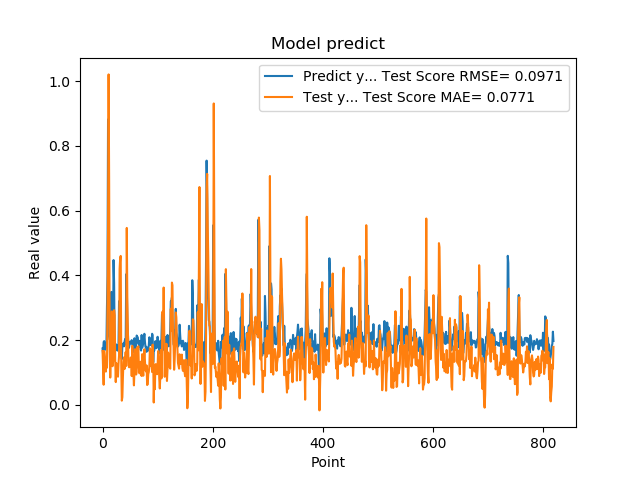 Model predict
Predict y... Test Score RMSE= 0.0971
Test y... Test Score MAE= 0.0771
Real value
1.0
0.8
0.6
0.4
0.2
0.0
0 200 400 600 800
Point